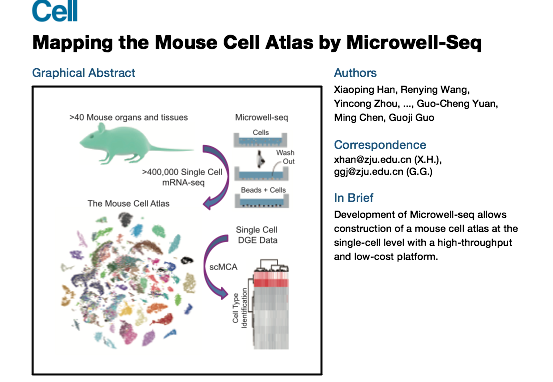 Cell
Mapping the Mouse Cell Atlas by Microwell-Seq
Graphical Abstract
>40 Mouse organs and tissues
Microwell-seq
Cells
Wash
Out
>400,000 Single Cell
mRNA-seq
Beads + Cells
The Mouse Cell Atlas
Single Cell
DGE Data
scMCA
Cell Type
Identification
Authors
Xiaoping Han, Renying Wang,
Yincong Zhou, ..., Guo-Cheng Yuan,
Ming Chen, Guoji Guo
Correspondence
xhan@zju.edu.cn (X.H.),
ggj@zju.edu.cn (G.G.)
In Brief
Development of Microwell-seq allows
construction of a mouse cell atlas at the
single-cell level with a high-throughput
and low-cost platform.